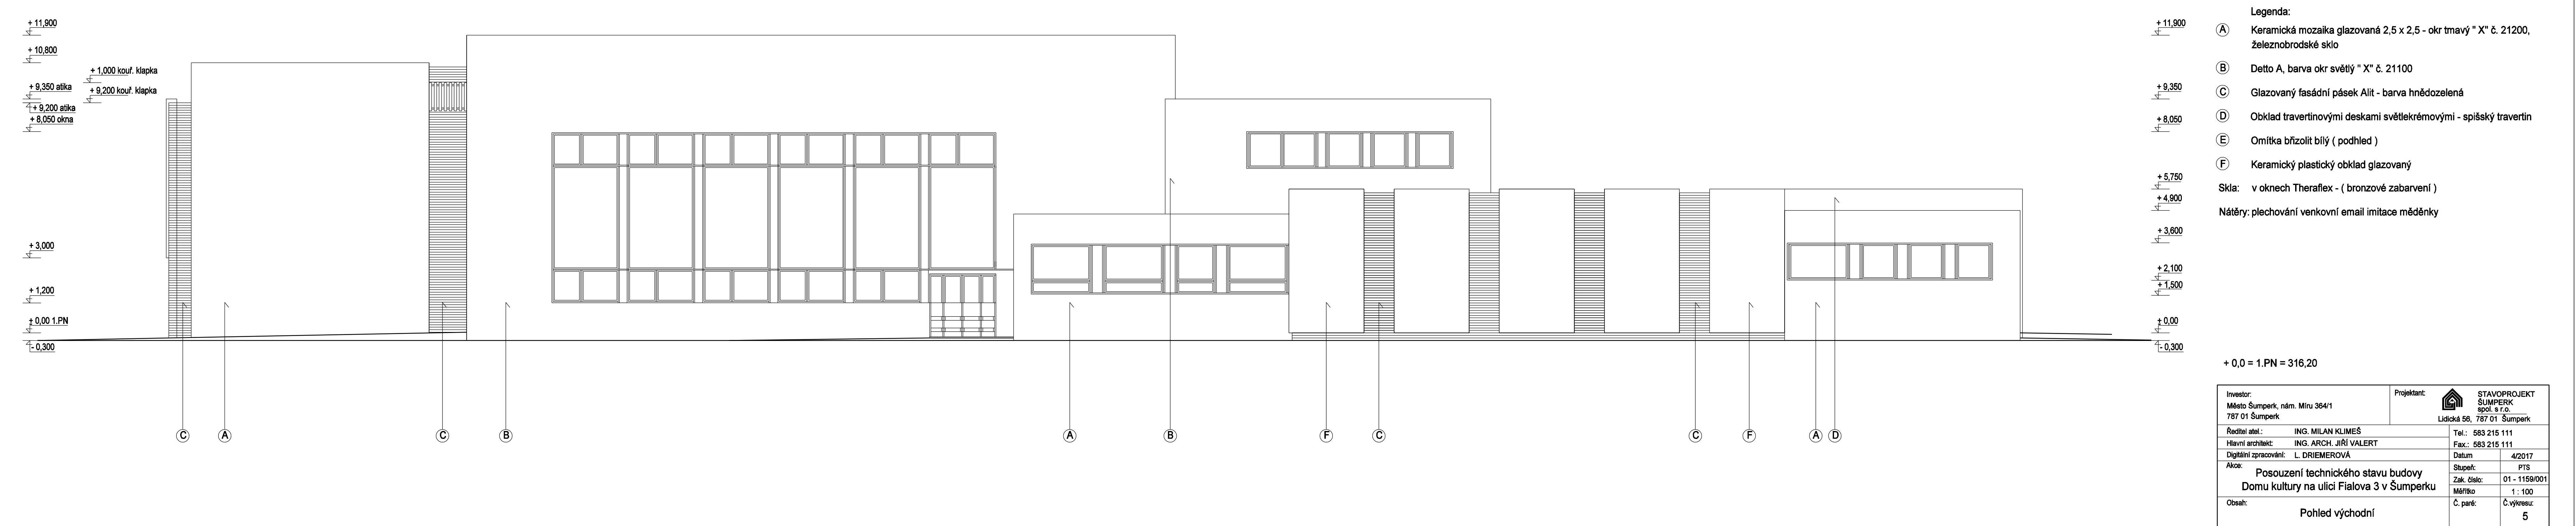 + 11,900
+ 10,800
+ 1,000 kouř. klapka
+ 9,350 atika
+ 9,200 kouř. klapka
+ 9,200 atika
+ 8,050 okna
+ 3,000
+ 1,200
+ 0,00 1.PN
- 0,300
C
A
C
B
A
B
F
C
C
F
A
D
+ 11,900
+ 9,350
+ 8,050
+ 5,750
+ 4,900
+ 3,600
+ 2,100
+ 1,500
+ 0,00
- 0,300
Legenda:
A Keramická mozaika glazovaná 2,5 x 2,5 - okr tmavý " X" č. 21200,
železnobrodské sklo
B Detto A, barva okr světlý " X" č. 21100
C Glazovaný fasádní pásek Alit - barva hnědozelená
D Obklad travertinovými deskami světlekrémovými - spišský travertin
E Omítka břizolit bílý ( podhled )
F Keramický plastický obklad glazovaný
Skla: v oknech Theraflex - ( bronzové zabarvení )
Nátěry: plechování venkovní email imitace měděnky
+ 0,0 = 1.PN = 316,20
Investor:
Město Šumperk, nám. Míru 364/1
787 01 Šumperk
Projektant:
STAVOPROJEKT
ŠUMPERK
spol. s r.o.
Lidická 56, 787 01 Šumperk
Ředitel atel.: ING. MILAN KLIMEŠ
Tel.: 583 215 111
Hlavní architekt: ING. ARCH. JIŘÍ VALERT
Fax.: 583 215 111
Digitální zpracování: L. DRIEMEROVÁ
Datum 4/2017
Akce:
Posouzení technického stavu budovy
Domu kultury na ulici Fialova 3 v Šumperku
Stupeň: PTS
Zak. číslo: 01 - 1159/001
Měřítko 1 : 100
Obsah:
Pohled východní
Č. paré:
Č.výkresu:
5